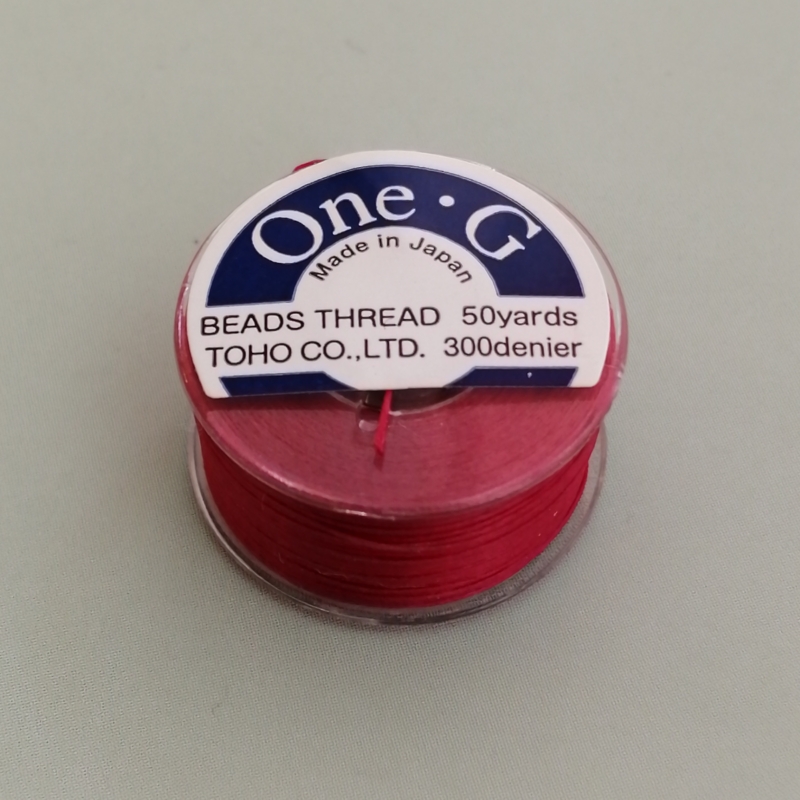 One·G
Made in Japan
BEADS THREAD 50yards
TOHO CO.,LTD. 300denier